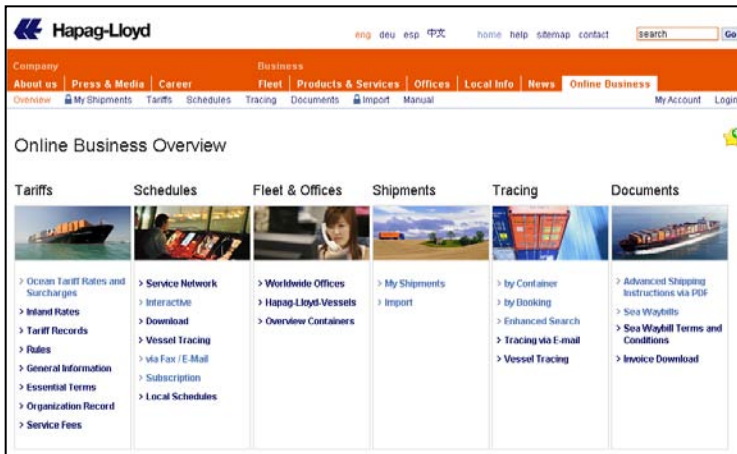 Hapag-Lloyd
eng deu esp 中文 home help sitemap contact search Go
Company Business
About us Press & Media Career Fleet Products & Services Offices Local Info News Online Business
Overview My Shipments Tariffs Schedules Tracing Documents Import Manual My Account Login
Online Business Overview
Tariffs Schedules Fleet & Offices Shipments Tracing Documents
> Ocean Tariff Rates and
Surcharges
> Inland Rates
> Tariff Records
> Rules
> General Information
> Essential Terms
> Organization Record
> Service Fees
> Service Network
> Interactive
> Download
> Vessel Tracing
> via Fax / E-Mail
> Subscription
> Local Schedules
> Worldwide Offices
> Hapag-Lloyd-Vessels
> Overview Containers
> My Shipments
> Import
> by Container
> by Booking
> Enhanced Search
> Tracing via E-mail
> Vessel Tracing
> Advanced Shipping
Instructions via PDF
> Sea Waybills
> Sea Waybill Terms and
Conditions
> Invoice Download